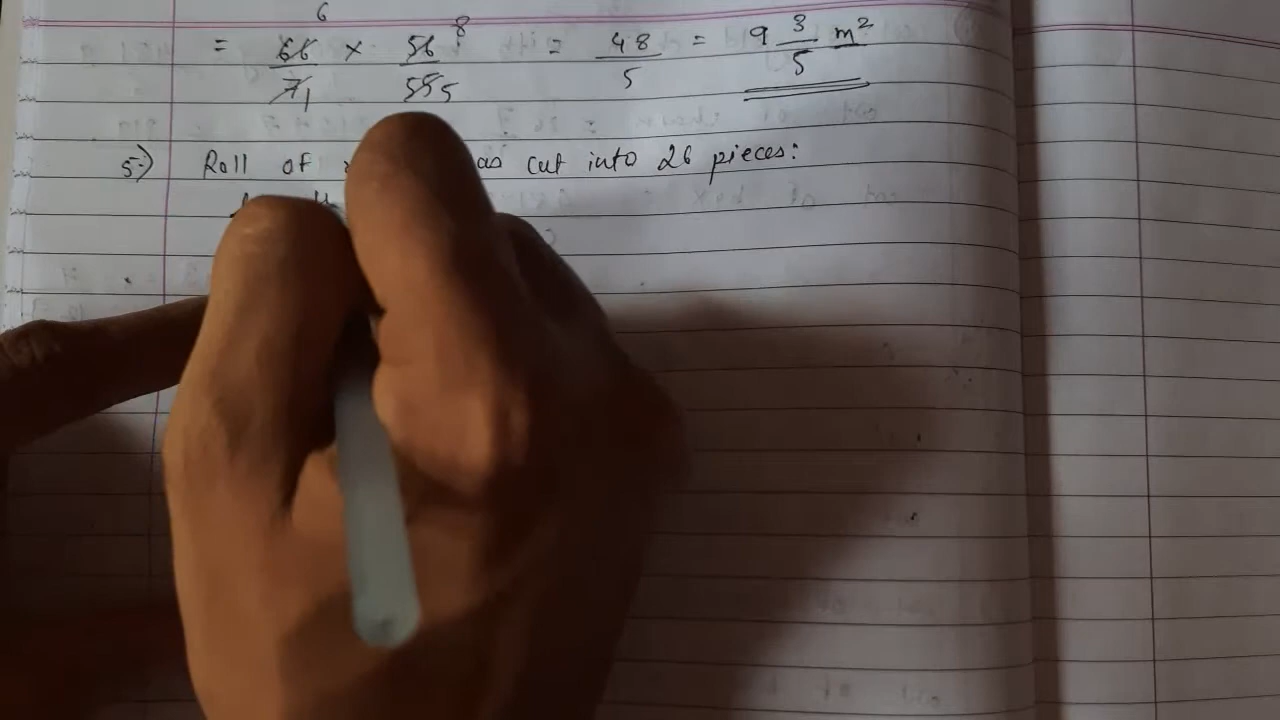 6 8
= 66/71 × 56/555 = 48/5 = 9 3/5 m²
5) Roll of as cut into 26 pieces: